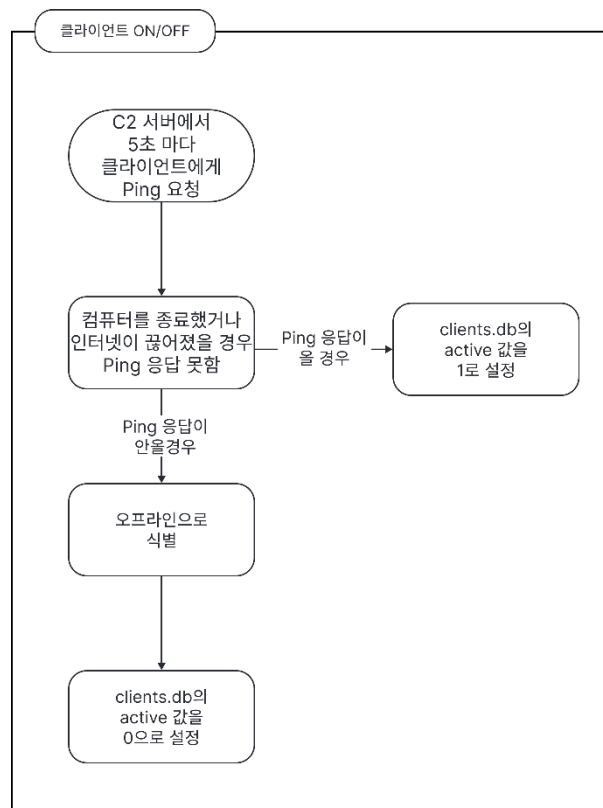 클라이언트 ON/OFF
C2 서버에서
5초 마다
클라이언트에게
Ping 요청
컴퓨터를 종료했거나
인터넷이 끊어졌을 경우
Ping 응답 못함
Ping 응답이
올 경우
clients.db의
active 값을
1로 설정
Ping 응답이
안올경우
오프라인으로
식별
clients.db의
active 값을
0으로 설정